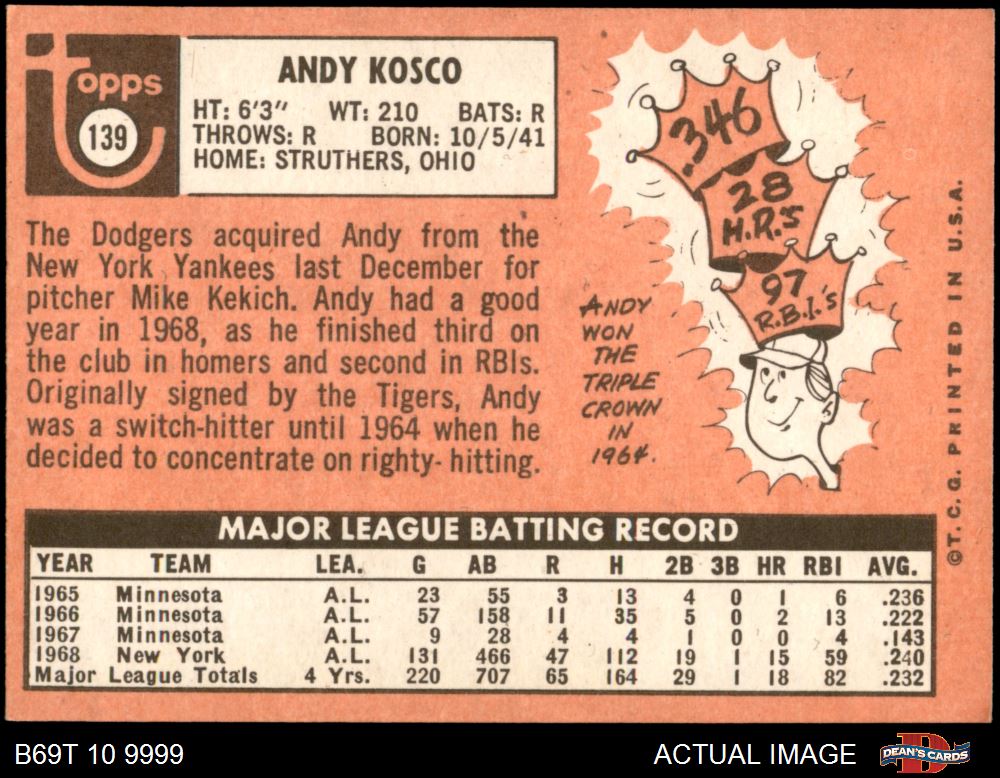 topps
139
ANDY KOSCO
HT: 6'3" WT: 210 BATS: R
THROWS: R BORN: 10/5/41
HOME: STRUTHERS, OHIO
The Dodgers acquired Andy from the
New York Yankees last December for
pitcher Mike Kekich. Andy had a good
year in 1968, as he finished third on
the club in homers and second in RBIs.
Originally signed by the Tigers, Andy
was a switch-hitter until 1964 when he
decided to concentrate on righty- hitting.
.346
28
H.R.'S
97
R.B.I.'s
ANDY
WON
THE
TRIPLE
CROWN
IN
1964.
©T. C. G. PRINTED IN U.S.A.
MAJOR LEAGUE BATTING RECORD
YEAR TEAM LEA. G AB R H 2B 3B HR RBI AVG.
1965 Minnesota A.L. 23 55 3 13 4 0 1 6 .236
1966 Minnesota A.L. 57 158 11 35 5 0 2 13 .222
1967 Minnesota A.L. 9 28 4 4 1 0 0 4 .143
1968 New York A.L. 131 466 47 112 19 1 15 59 .240
Major League Totals 4 Yrs. 220 707 65 164 29 1 18 82 .232
B69T 10 9999
ACTUAL IMAGE
D
DEAN'S CARDS